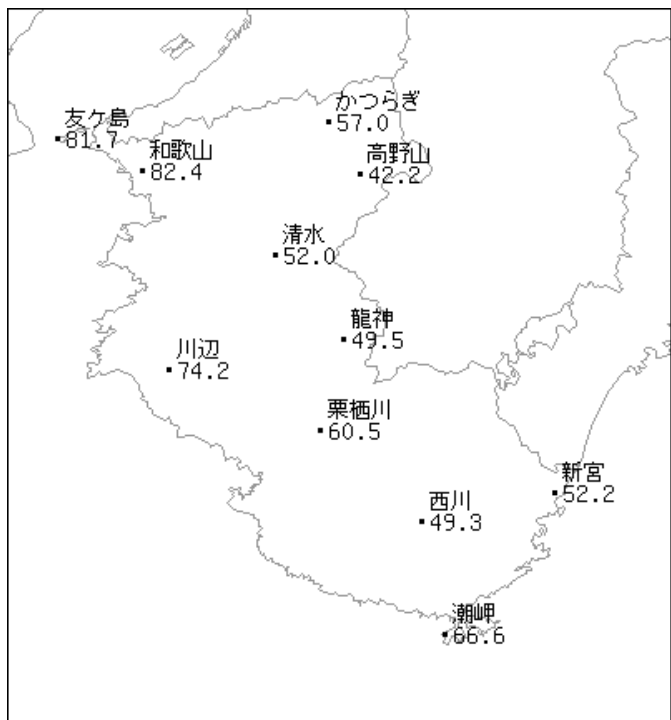 かつらぎ
57.0
友ケ島
81.7
和歌山
82.4
高野山
42.2
清水
52.0
龍神
49.5
川辺
74.2
栗栖川
60.5
新宮
52.2
西川
49.3
潮岬
66.6